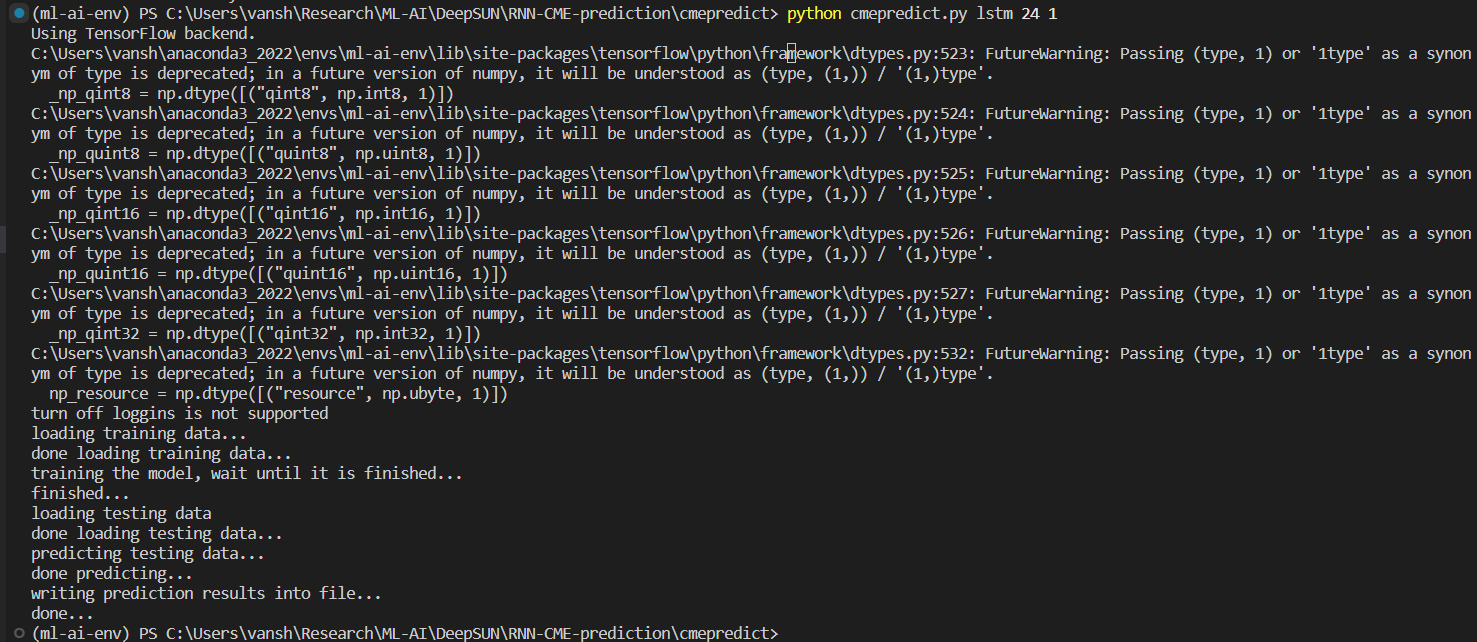 (ml-ai-env) PS C:\Users\vansh\Research\ML-AI\DeepSUN\RNN-CME-prediction\cmepredict> python cmepredict.py lstm 24 1
Using TensorFlow backend.
C:\Users\vansh\anaconda3_2022\envs\ml-ai-env\lib\site-packages\tensorflow\python\framework\dtypes.py:523: FutureWarning: Passing (type, 1) or '1type' as a synon
ym of type is deprecated; in a future version of numpy, it will be understood as (type, (1,)) / '(1,)type'.
  _np_qint8 = np.dtype([("qint8", np.int8, 1)])
C:\Users\vansh\anaconda3_2022\envs\ml-ai-env\lib\site-packages\tensorflow\python\framework\dtypes.py:524: FutureWarning: Passing (type, 1) or '1type' as a synon
ym of type is deprecated; in a future version of numpy, it will be understood as (type, (1,)) / '(1,)type'.
  _np_quint8 = np.dtype([("quint8", np.uint8, 1)])
C:\Users\vansh\anaconda3_2022\envs\ml-ai-env\lib\site-packages\tensorflow\python\framework\dtypes.py:525: FutureWarning: Passing (type, 1) or '1type' as a synon
ym of type is deprecated; in a future version of numpy, it will be understood as (type, (1,)) / '(1,)type'.
  _np_qint16 = np.dtype([("qint16", np.int16, 1)])
C:\Users\vansh\anaconda3_2022\envs\ml-ai-env\lib\site-packages\tensorflow\python\framework\dtypes.py:526: FutureWarning: Passing (type, 1) or '1type' as a synon
ym of type is deprecated; in a future version of numpy, it will be understood as (type, (1,)) / '(1,)type'.
  _np_quint16 = np.dtype([("quint16", np.uint16, 1)])
C:\Users\vansh\anaconda3_2022\envs\ml-ai-env\lib\site-packages\tensorflow\python\framework\dtypes.py:527: FutureWarning: Passing (type, 1) or '1type' as a synon
ym of type is deprecated; in a future version of numpy, it will be understood as (type, (1,)) / '(1,)type'.
  _np_qint32 = np.dtype([("qint32", np.int32, 1)])
C:\Users\vansh\anaconda3_2022\envs\ml-ai-env\lib\site-packages\tensorflow\python\framework\dtypes.py:532: FutureWarning: Passing (type, 1) or '1type' as a synon
ym of type is deprecated; in a future version of numpy, it will be understood as (type, (1,)) / '(1,)type'.
  np_resource = np.dtype([("resource", np.ubyte, 1)])
turn off loggins is not supported
loading training data...
done loading training data...
training the model, wait until it is finished...
finished...
loading testing data
done loading testing data...
predicting testing data...
done predicting...
writing prediction results into file...
done...
(ml-ai-env) PS C:\Users\vansh\Research\ML-AI\DeepSUN\RNN-CME-prediction\cmepredict>